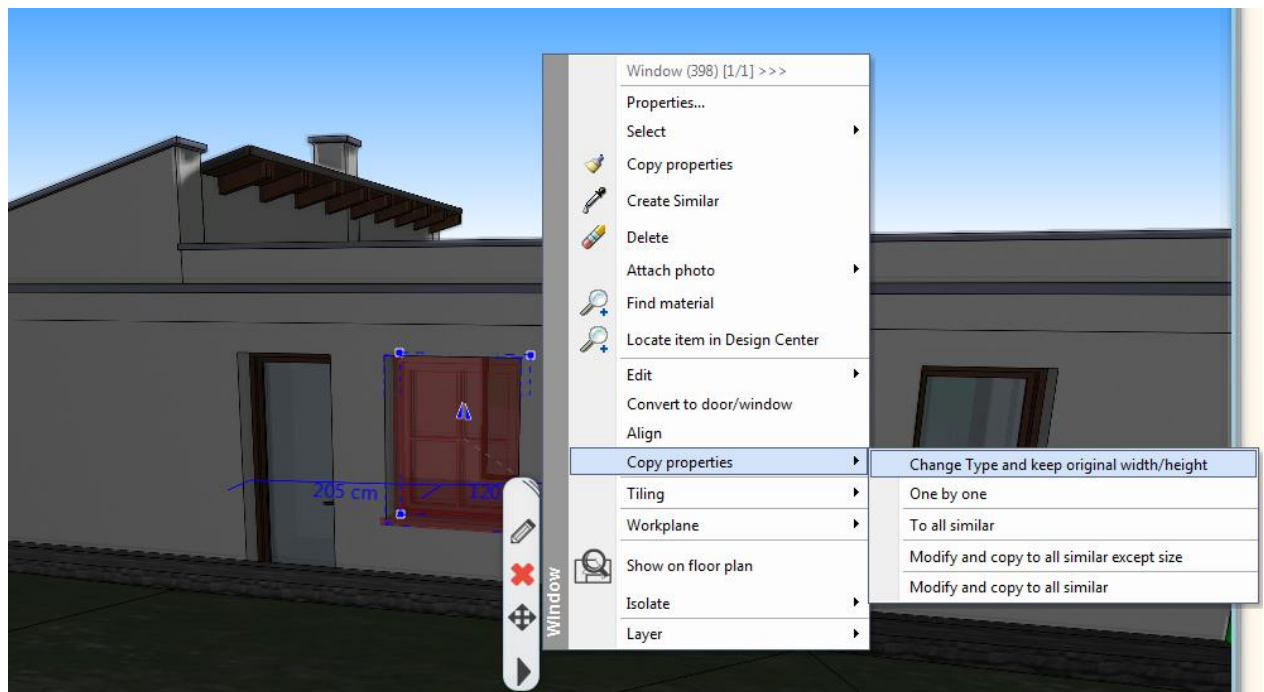 Window (398) [1/1] >>>
Properties...
Select
Copy properties
Create Similar
Delete
Attach photo
Find material
Locate item in Design Center
Edit
Convert to door/window
Align
Copy properties
Tiling
Workplane
Show on floor plan
Isolate
Layer
Window
Change Type and keep original width/height
One by one
To all similar
Modify and copy to all similar except size
Modify and copy to all similar
205 cm
120